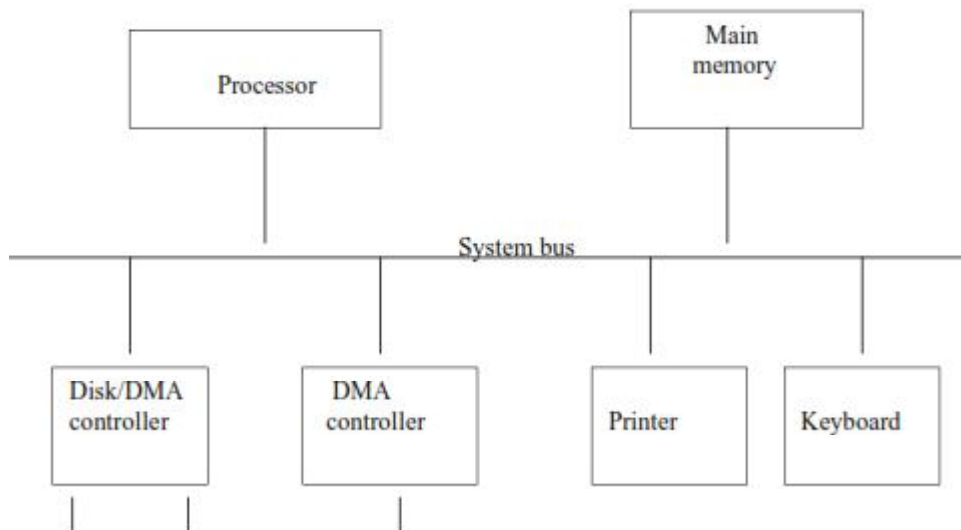 Processor
Main
memory
System bus
Disk/DMA
controller
DMA
controller
Printer
Keyboard